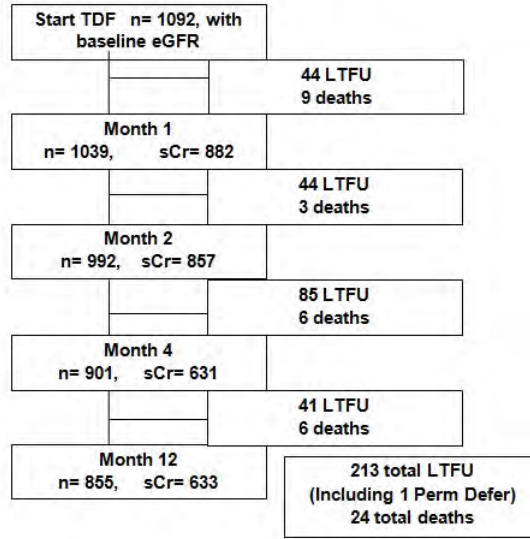 Start TDF n= 1092, with
baseline eGFR
44 LTFU
9 deaths
Month 1
n= 1039, sCr= 882
44 LTFU
3 deaths
Month 2
n= 992, sCr= 857
85 LTFU
6 deaths
Month 4
n= 901, sCr= 631
41 LTFU
6 deaths
Month 12
n= 855, sCr= 633
213 total LTFU
(Including 1 Perm Defer)
24 total deaths